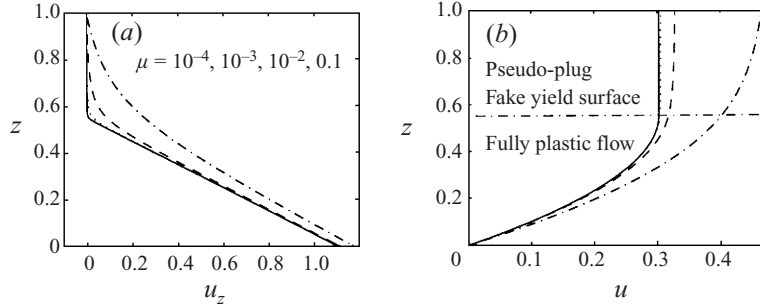 1.0
(a)
μ = 10⁻⁴, 10⁻³, 10⁻², 0.1
0.8
0.6
z
0.4
0.2
0
0 0.2 0.4 0.6 0.8 1.0
u_z
1.0
(b)
0.8
Pseudo-plug
0.6
Fake yield surface
z
Fully plastic flow
0.4
0.2
0 0.1 0.2 0.3 0.4
u